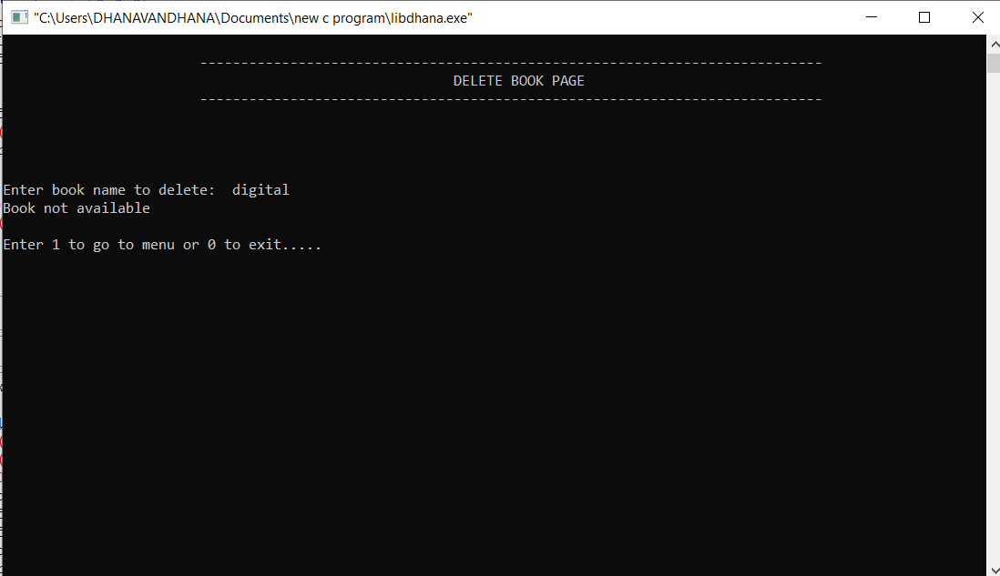 "C:\Users\DHANAVANDHANA\Documents\new c program\libdhana.exe"
----------------------------------------------------------------------------
DELETE BOOK PAGE
----------------------------------------------------------------------------
Enter book name to delete:  digital
Book not available
Enter 1 to go to menu or 0 to exit.....